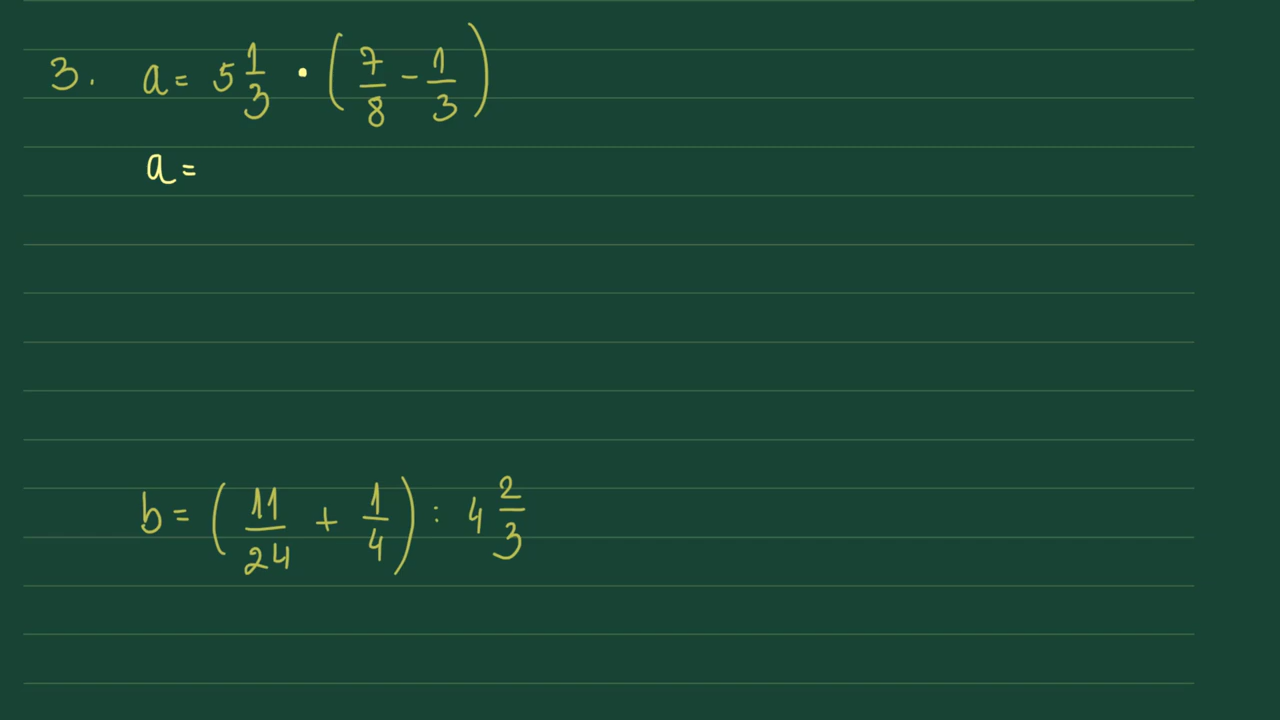 3. a = 5 1/3 · (7/8 - 1/3)
a =
b = (11/24 + 1/4) : 4 2/3